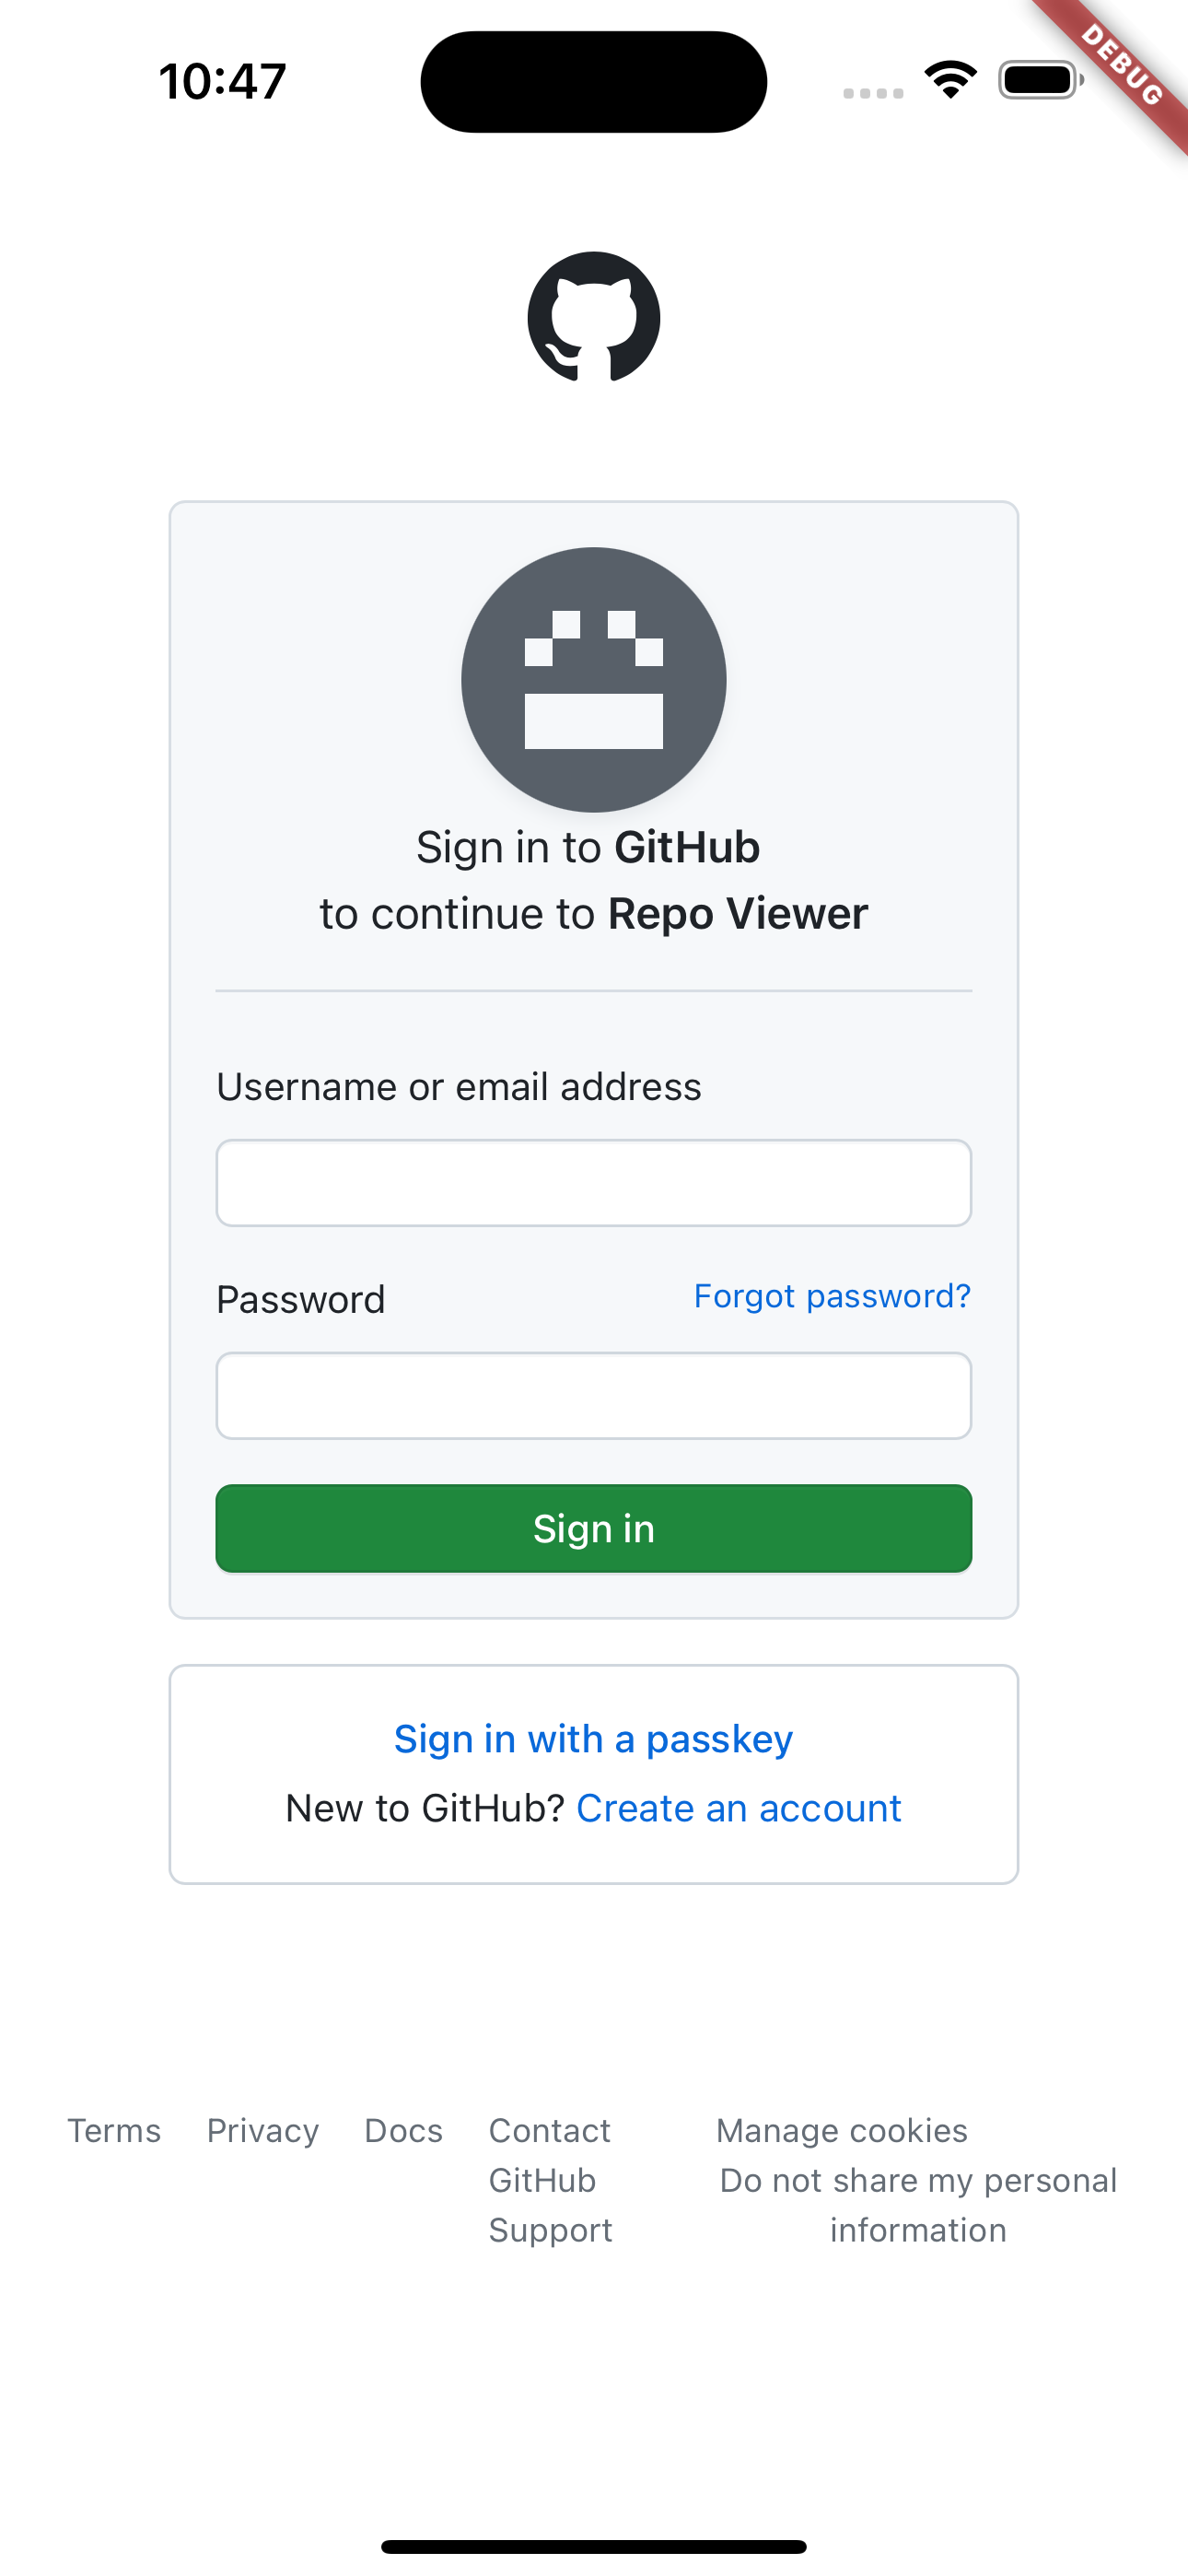 10:47
DEBUG
Sign in to GitHub
to continue to Repo Viewer
Username or email address
Password
Forgot password?
Sign in
Sign in with a passkey
New to GitHub? Create an account
Terms
Privacy
Docs
Contact
GitHub
Support
Manage cookies
Do not share my personal
information